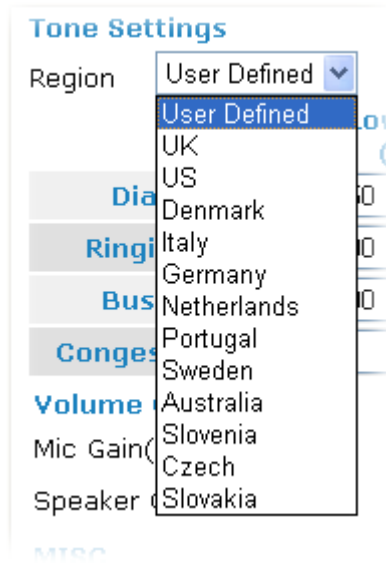 Tone Settings
Region User Defined
User Defined
UK
US
Denmark
Italy
Germany
Netherlands
Portugal
Sweden
Australia
Slovenia
Czech
Slovakia
Volume
Mic Gain(
Speaker
MISC